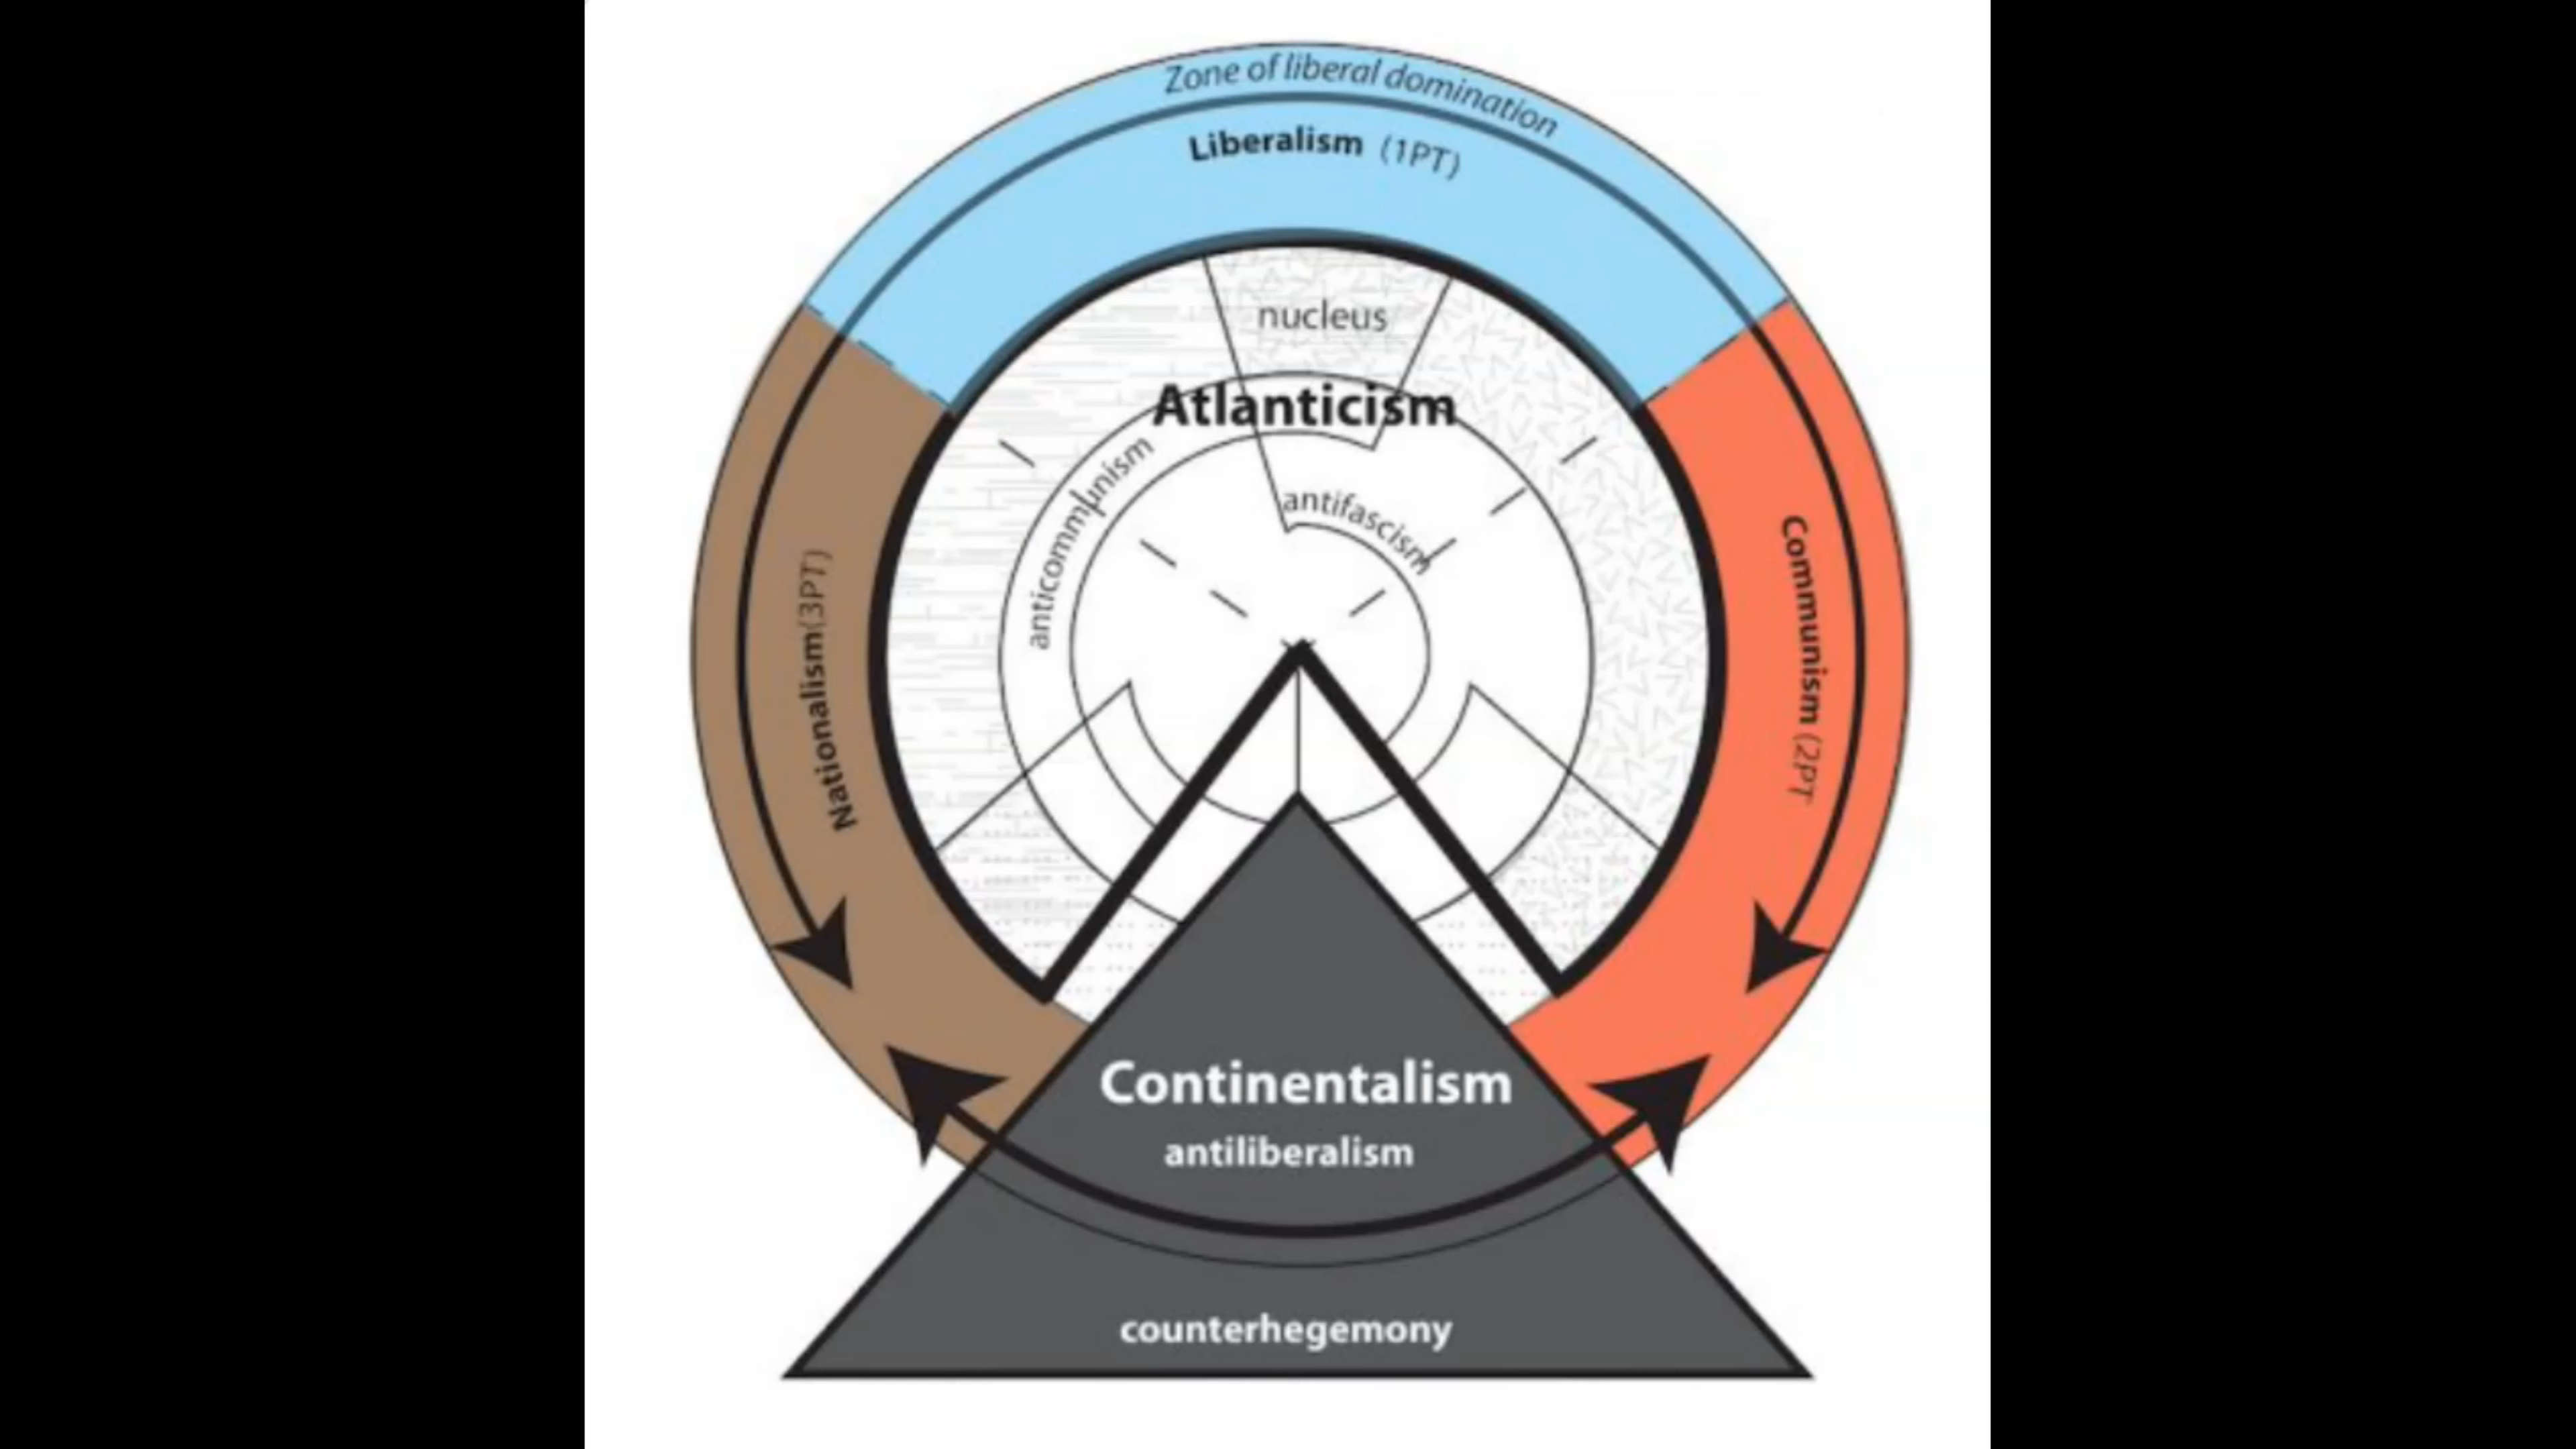 Zone of liberal domination
Liberalism (1PT)
nucleus
Atlanticism
anticommunism
antifascism
Nationalism(3PT)
Communism (2PT
Continentalism
antiliberalism
counterhegemony